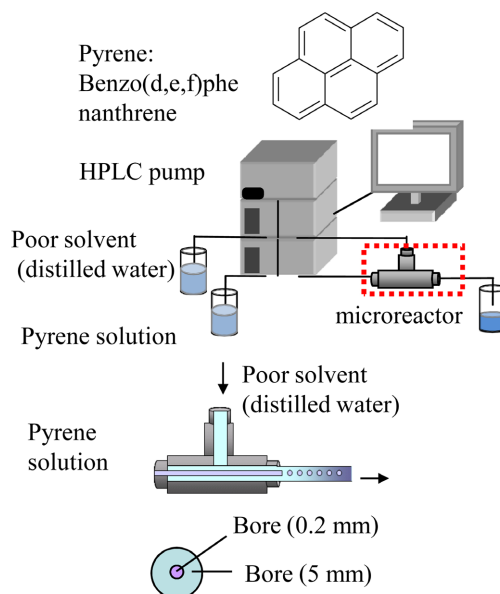 Pyrene:
Benzo(d,e,f)phe
nanthrene
HPLC pump
Poor solvent
(distilled water)
Pyrene solution
microreactor
Poor solvent
(distilled water)
Pyrene
solution
Bore (0.2 mm)
Bore (5 mm)